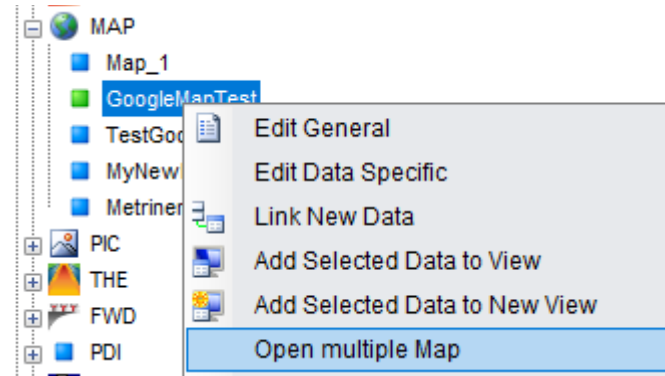 MAP
Map_1
GoogleMapTest
Edit General
Edit Data Specific
Link New Data
Add Selected Data to View
Add Selected Data to New View
Open multiple Map
PIC
THE
FWD
PDI